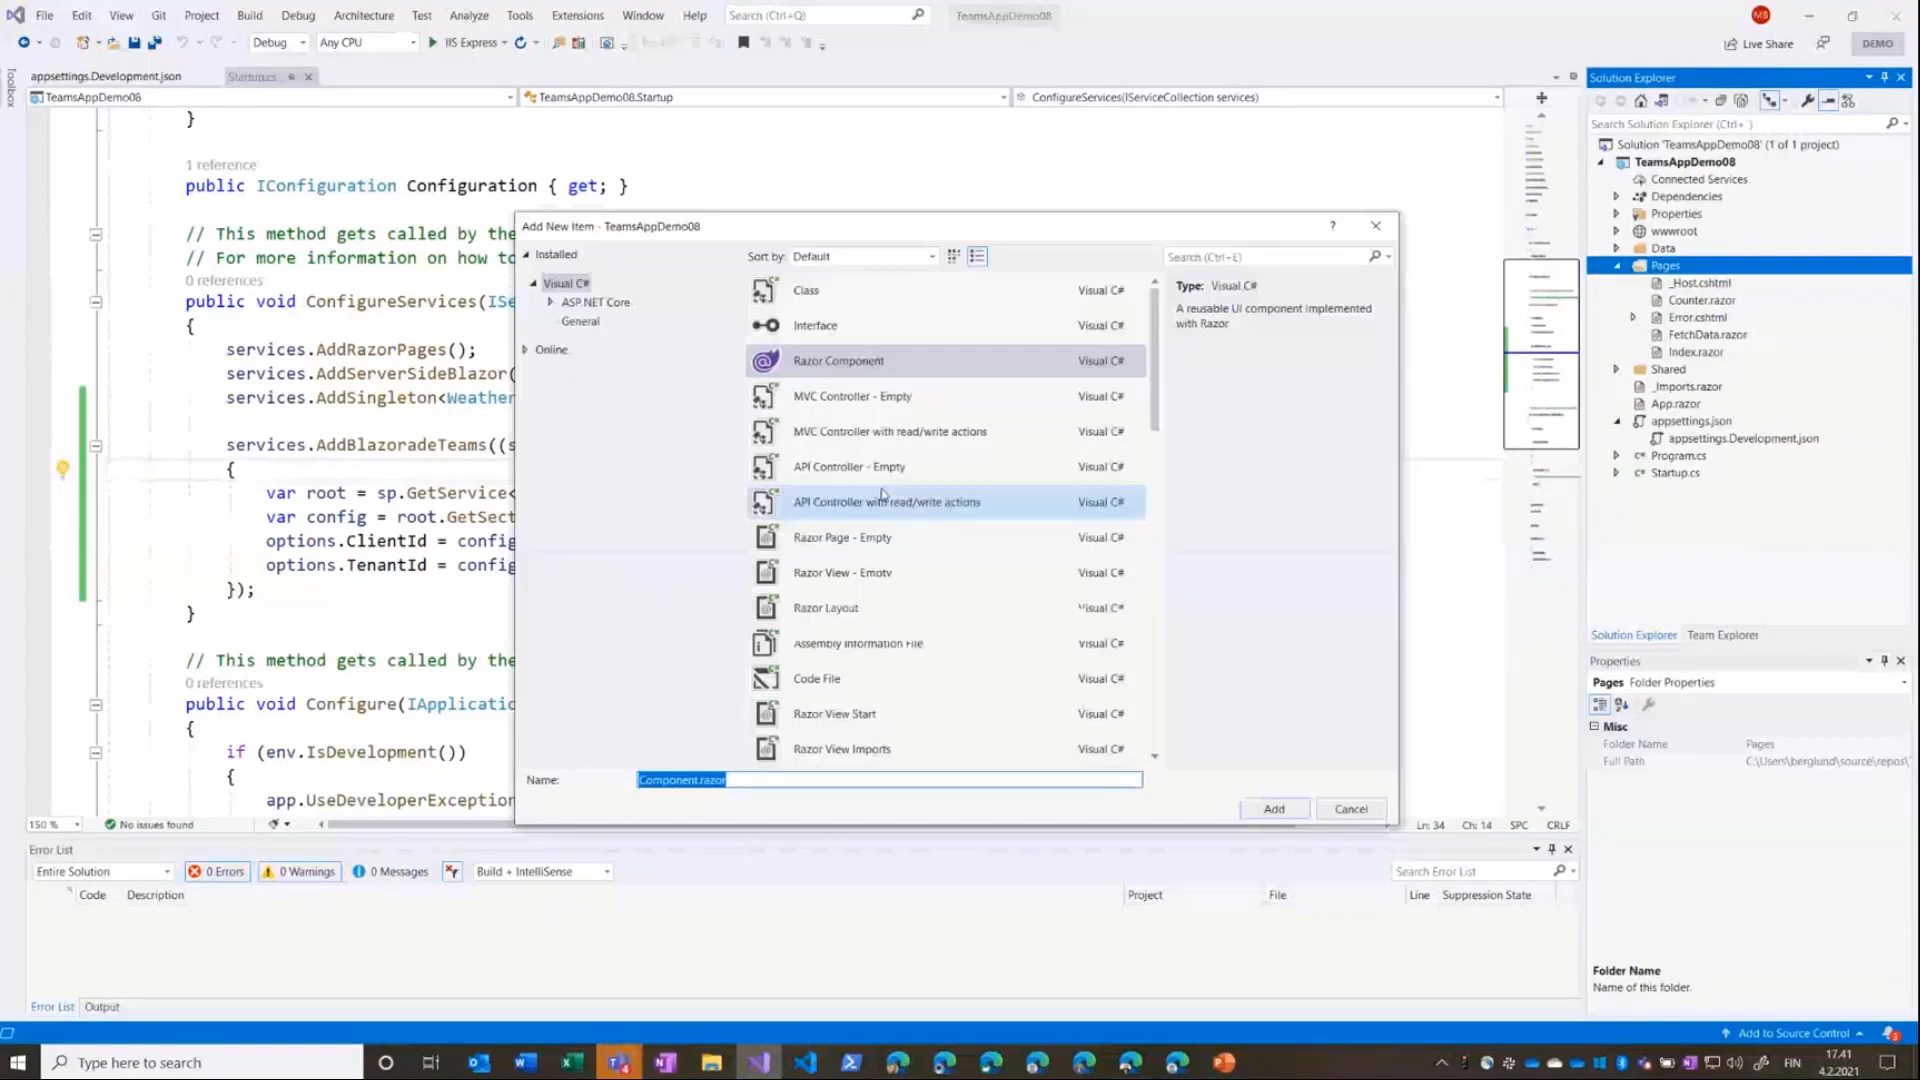 File Edit View Git Project Build Debug Architecture Test Analyze Tools Extensions Window Help Search (Ctrl+Q) TeamsAppDemo08 MB
Debug Any CPU IIS Express Live Share DEMO
Toolbox
appsettings.Development.json Startup.cs
TeamsAppDemo08 TeamsAppDemo08.Startup ConfigureServices(IServiceCollection services)
}
1 reference
public IConfiguration Configuration { get; }
// This method gets called by the
// For more information on how to
0 references
public void ConfigureServices(ISe
{
services.AddRazorPages();
services.AddServerSideBlazor(
services.AddSingleton<Weather
services.AddBlazoradeTeams((s
{
var root = sp.GetService<
var config = root.GetSect
options.ClientId = config
options.TenantId = config
});
}
// This method gets called by the
0 references
public void Configure(IApplicatio
{
if (env.IsDevelopment())
{
app.UseDeveloperException
150 % No issues found Ln: 34 Ch: 14 SPC CRLF
Add New Item - TeamsAppDemo08 ?
Installed
Visual C#
ASP.NET Core
General
Online
Sort by: Default
Search (Ctrl+E)
Class Visual C#
Interface Visual C#
Razor Component Visual C#
MVC Controller - Empty Visual C#
MVC Controller with read/write actions Visual C#
API Controller - Empty Visual C#
API Controller with read/write actions Visual C#
Razor Page - Empty Visual C#
Razor View - Empty Visual C#
Razor Layout Visual C#
Assembly Information File Visual C#
Code File Visual C#
Razor View Start Visual C#
Razor View Imports Visual C#
Type: Visual C#
A reusable UI component implemented
with Razor
Name: Component.razor
Add Cancel
Solution Explorer
Search Solution Explorer (Ctrl+ )
Solution 'TeamsAppDemo08' (1 of 1 project)
TeamsAppDemo08
Connected Services
Dependencies
Properties
wwwroot
Data
Pages
_Host.cshtml
Counter.razor
Error.cshtml
FetchData.razor
Index.razor
Shared
_Imports.razor
App.razor
appsettings.json
appsettings.Development.json
C# Program.cs
C# Startup.cs
Solution Explorer Team Explorer
Properties
Pages Folder Properties
Misc
Folder Name Pages
Full Path C:\Users\berglund\source\repos\
Folder Name
Name of this folder.
Error List
Entire Solution 0 Errors 0 Warnings 0 Messages Build + IntelliSense Search Error List
Code Description Project File Line Suppression State
Error List Output
Add to Source Control
Type here to search FIN 17.41
4.2.2021